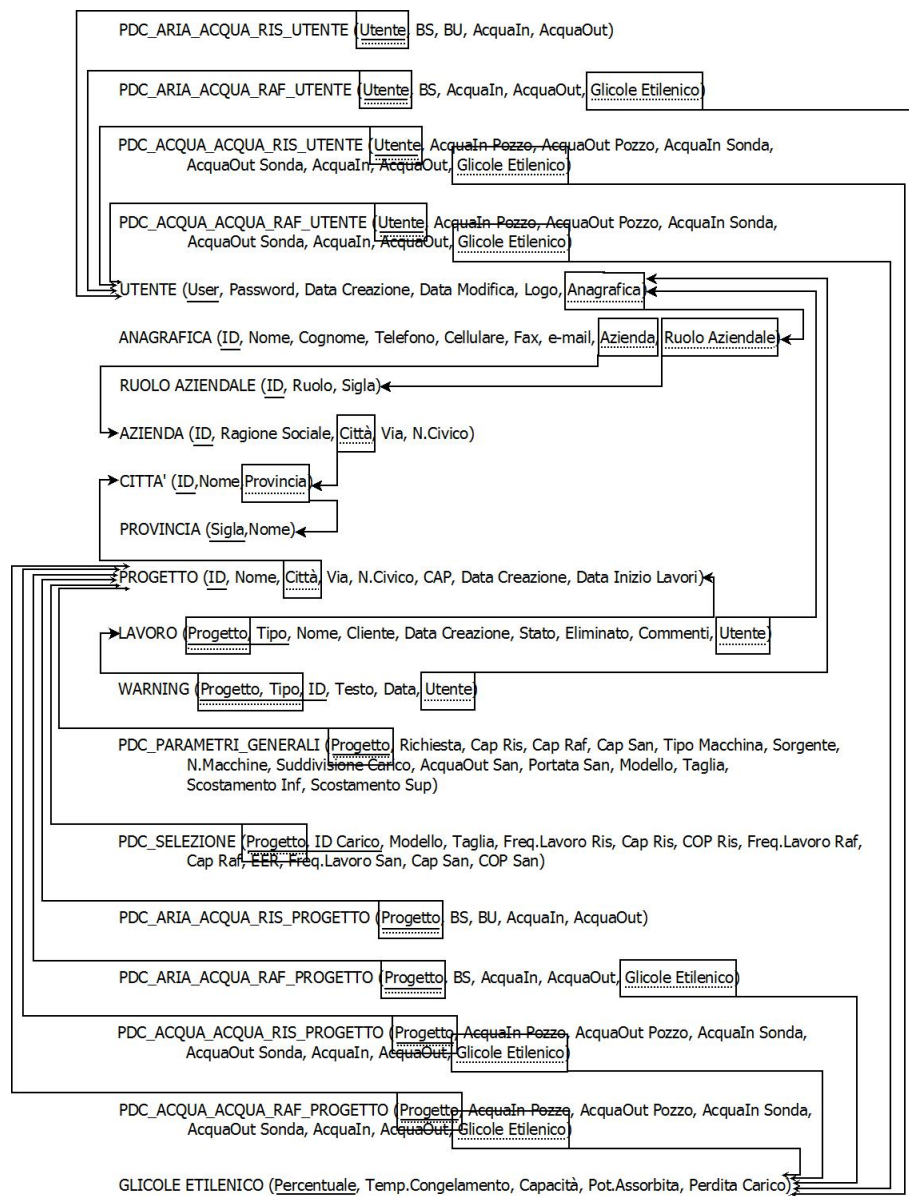 PDC_ARIA_ACQUA_RIS_UTENTE (Utente, BS, BU, AcquaIn, AcquaOut)
PDC_ARIA_ACQUA_RAF_UTENTE (Utente, BS, AcquaIn, AcquaOut, Glicole Etilenico)
PDC_ACQUA_ACQUA_RIS_UTENTE (Utente, AcquaIn Pozzo, AcquaOut Pozzo, AcquaIn Sonda,
AcquaOut Sonda, AcquaIn, AcquaOut, Glicole Etilenico)
PDC_ACQUA_ACQUA_RAF_UTENTE (Utente, AcquaIn Pozzo, AcquaOut Pozzo, AcquaIn Sonda,
AcquaOut Sonda, AcquaIn, AcquaOut, Glicole Etilenico)
UTENTE (User, Password, Data Creazione, Data Modifica, Logo, Anagrafica)
ANAGRAFICA (ID, Nome, Cognome, Telefono, Cellulare, Fax, e-mail, Azienda, Ruolo Aziendale)
RUOLO AZIENDALE (ID, Ruolo, Sigla)
AZIENDA (ID, Ragione Sociale, Città, Via, N.Civico)
CITTA' (ID,Nome,Provincia)
PROVINCIA (Sigla,Nome)
PROGETTO (ID, Nome, Città, Via, N.Civico, CAP, Data Creazione, Data Inizio Lavori)
LAVORO (Progetto, Tipo, Nome, Cliente, Data Creazione, Stato, Eliminato, Commenti, Utente)
WARNING (Progetto, Tipo, ID, Testo, Data, Utente)
PDC_PARAMETRI_GENERALI (Progetto, Richiesta, Cap Ris, Cap Raf, Cap San, Tipo Macchina, Sorgente,
N.Macchine, Suddivisione Carico, AcquaOut San, Portata San, Modello, Taglia,
Scostamento Inf, Scostamento Sup)
PDC_SELEZIONE (Progetto, ID Carico, Modello, Taglia, Freq.Lavoro Ris, Cap Ris, COP Ris, Freq.Lavoro Raf,
Cap Raf, EER, Freq.Lavoro San, Cap San, COP San)
PDC_ARIA_ACQUA_RIS_PROGETTO (Progetto, BS, BU, AcquaIn, AcquaOut)
PDC_ARIA_ACQUA_RAF_PROGETTO (Progetto, BS, AcquaIn, AcquaOut, Glicole Etilenico)
PDC_ACQUA_ACQUA_RIS_PROGETTO (Progetto, AcquaIn Pozzo, AcquaOut Pozzo, AcquaIn Sonda,
AcquaOut Sonda, AcquaIn, AcquaOut, Glicole Etilenico)
PDC_ACQUA_ACQUA_RAF_PROGETTO (Progetto, AcquaIn Pozzo, AcquaOut Pozzo, AcquaIn Sonda,
AcquaOut Sonda, AcquaIn, AcquaOut, Glicole Etilenico)
GLICOLE ETILENICO (Percentuale, Temp.Congelamento, Capacità, Pot.Assorbita, Perdita Carico)